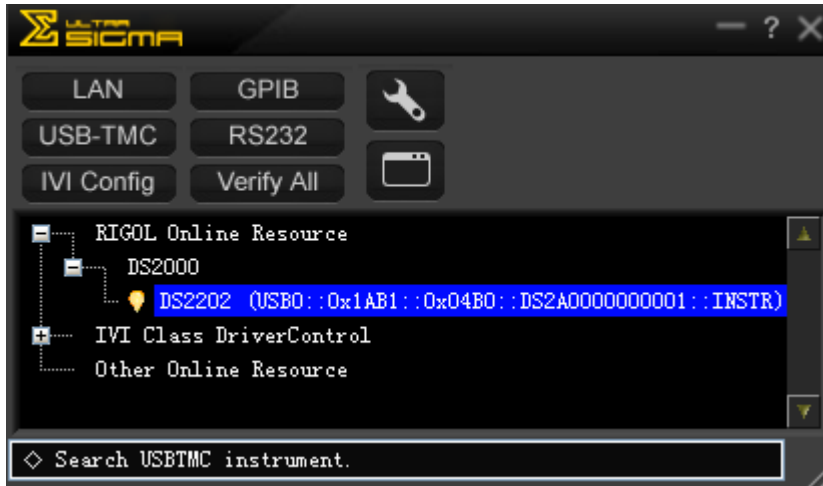 ULTRA
SIGMA
?
LAN GPIB
USB-TMC RS232
IVI Config Verify All
RIGOL Online Resource
DS2000
DS2202 (USB0::0x1AB1::0x04B0::DS2A0000000001::INSTR)
IVI Class DriverControl
Other Online Resource
◇ Search USBTMC instrument.